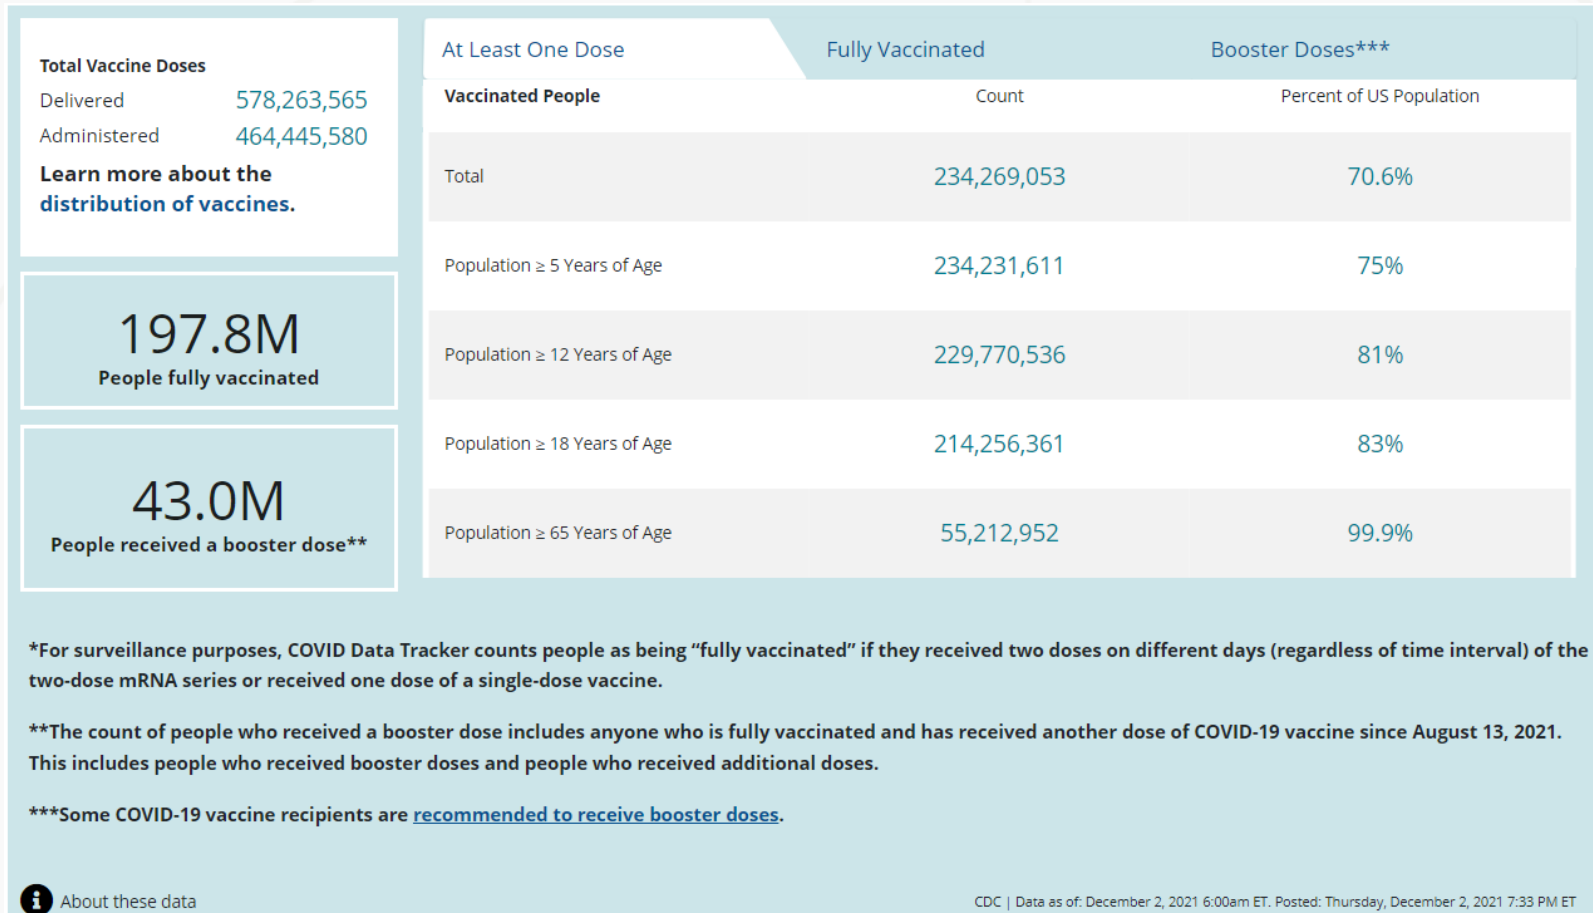 Total Vaccine Doses
Delivered 578,263,565
Administered 464,445,580
Learn more about the
distribution of vaccines.
197.8M
People fully vaccinated
43.0M
People received a booster dose**
At Least One Dose Fully Vaccinated Booster Doses***
Vaccinated People Count Percent of US Population
Total 234,269,053 70.6%
Population ≥ 5 Years of Age 234,231,611 75%
Population ≥ 12 Years of Age 229,770,536 81%
Population ≥ 18 Years of Age 214,256,361 83%
Population ≥ 65 Years of Age 55,212,952 99.9%
*For surveillance purposes, COVID Data Tracker counts people as being “fully vaccinated” if they received two doses on different days (regardless of time interval) of the
two-dose mRNA series or received one dose of a single-dose vaccine.
**The count of people who received a booster dose includes anyone who is fully vaccinated and has received another dose of COVID-19 vaccine since August 13, 2021.
This includes people who received booster doses and people who received additional doses.
***Some COVID-19 vaccine recipients are recommended to receive booster doses.
i About these data
CDC | Data as of: December 2, 2021 6:00am ET. Posted: Thursday, December 2, 2021 7:33 PM ET